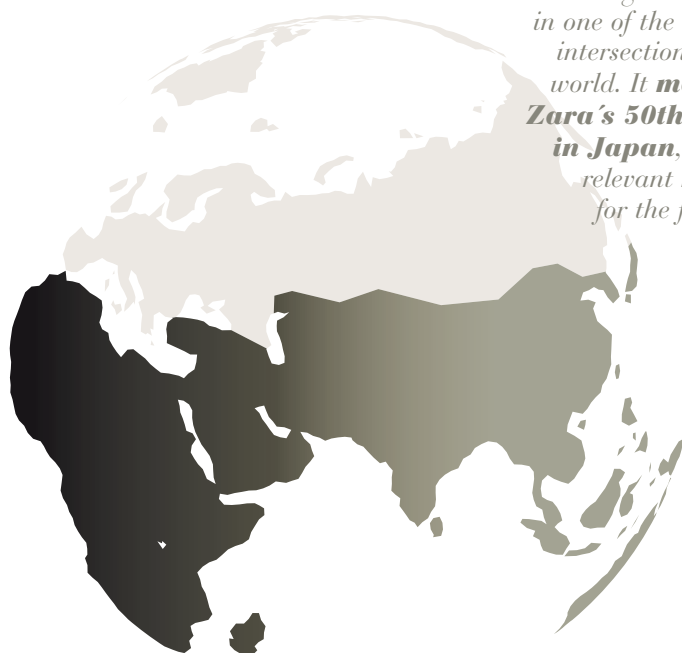 in one of the
intersection
world. It
Zara´s 50th
in Japan,
relevant
for the